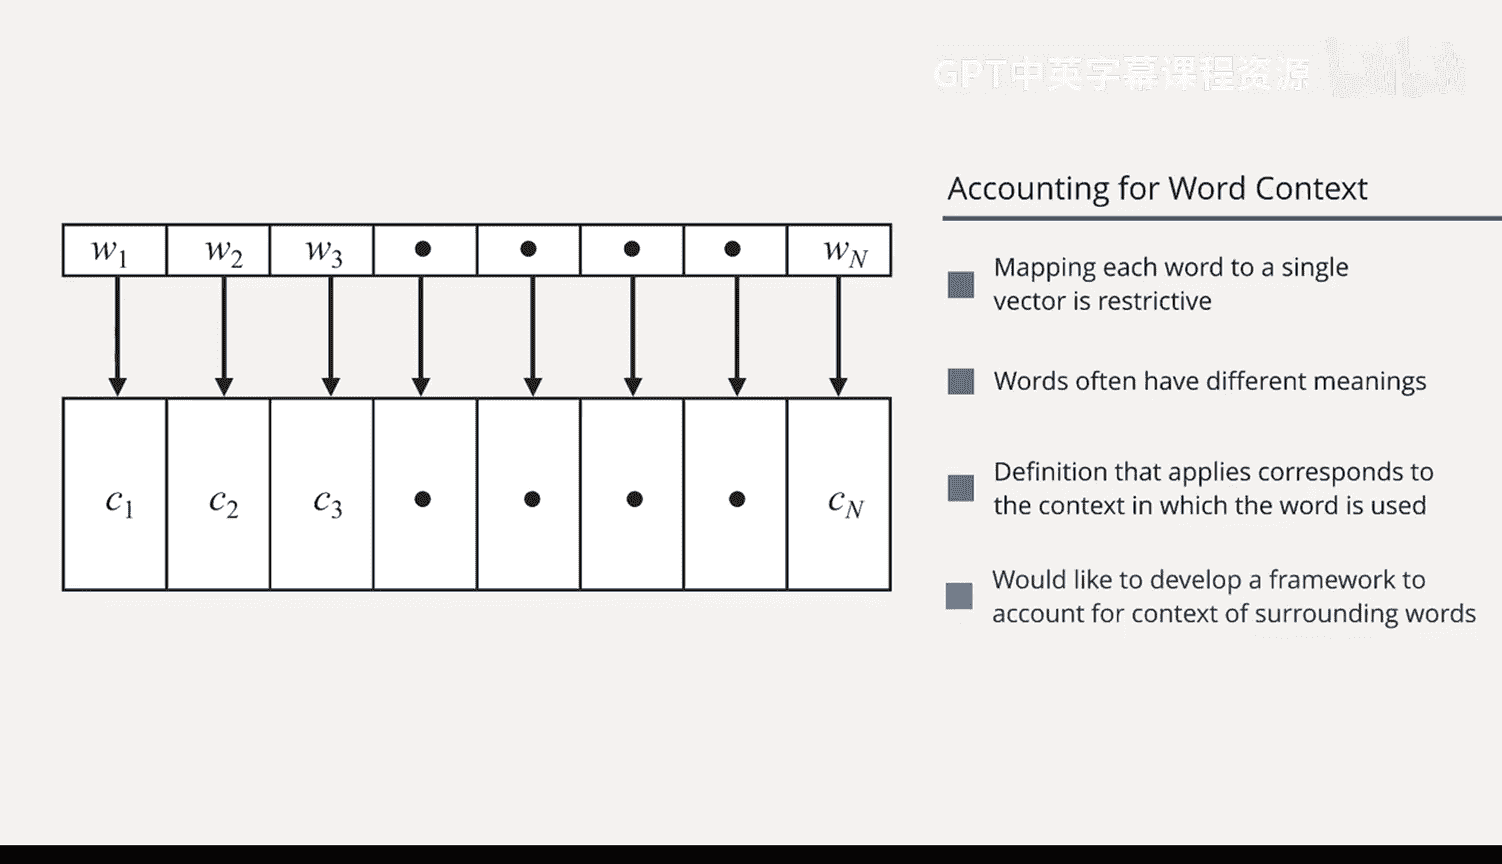 GPT中英字幕课程资源
Accounting for Word Context
w1 w2 w3 • • • • wN
Mapping each word to a single
vector is restrictive
Words often have different meanings
c1 c2 c3 • • • • cN
Definition that applies corresponds to
the context in which the word is used
Would like to develop a framework to
account for context of surrounding words